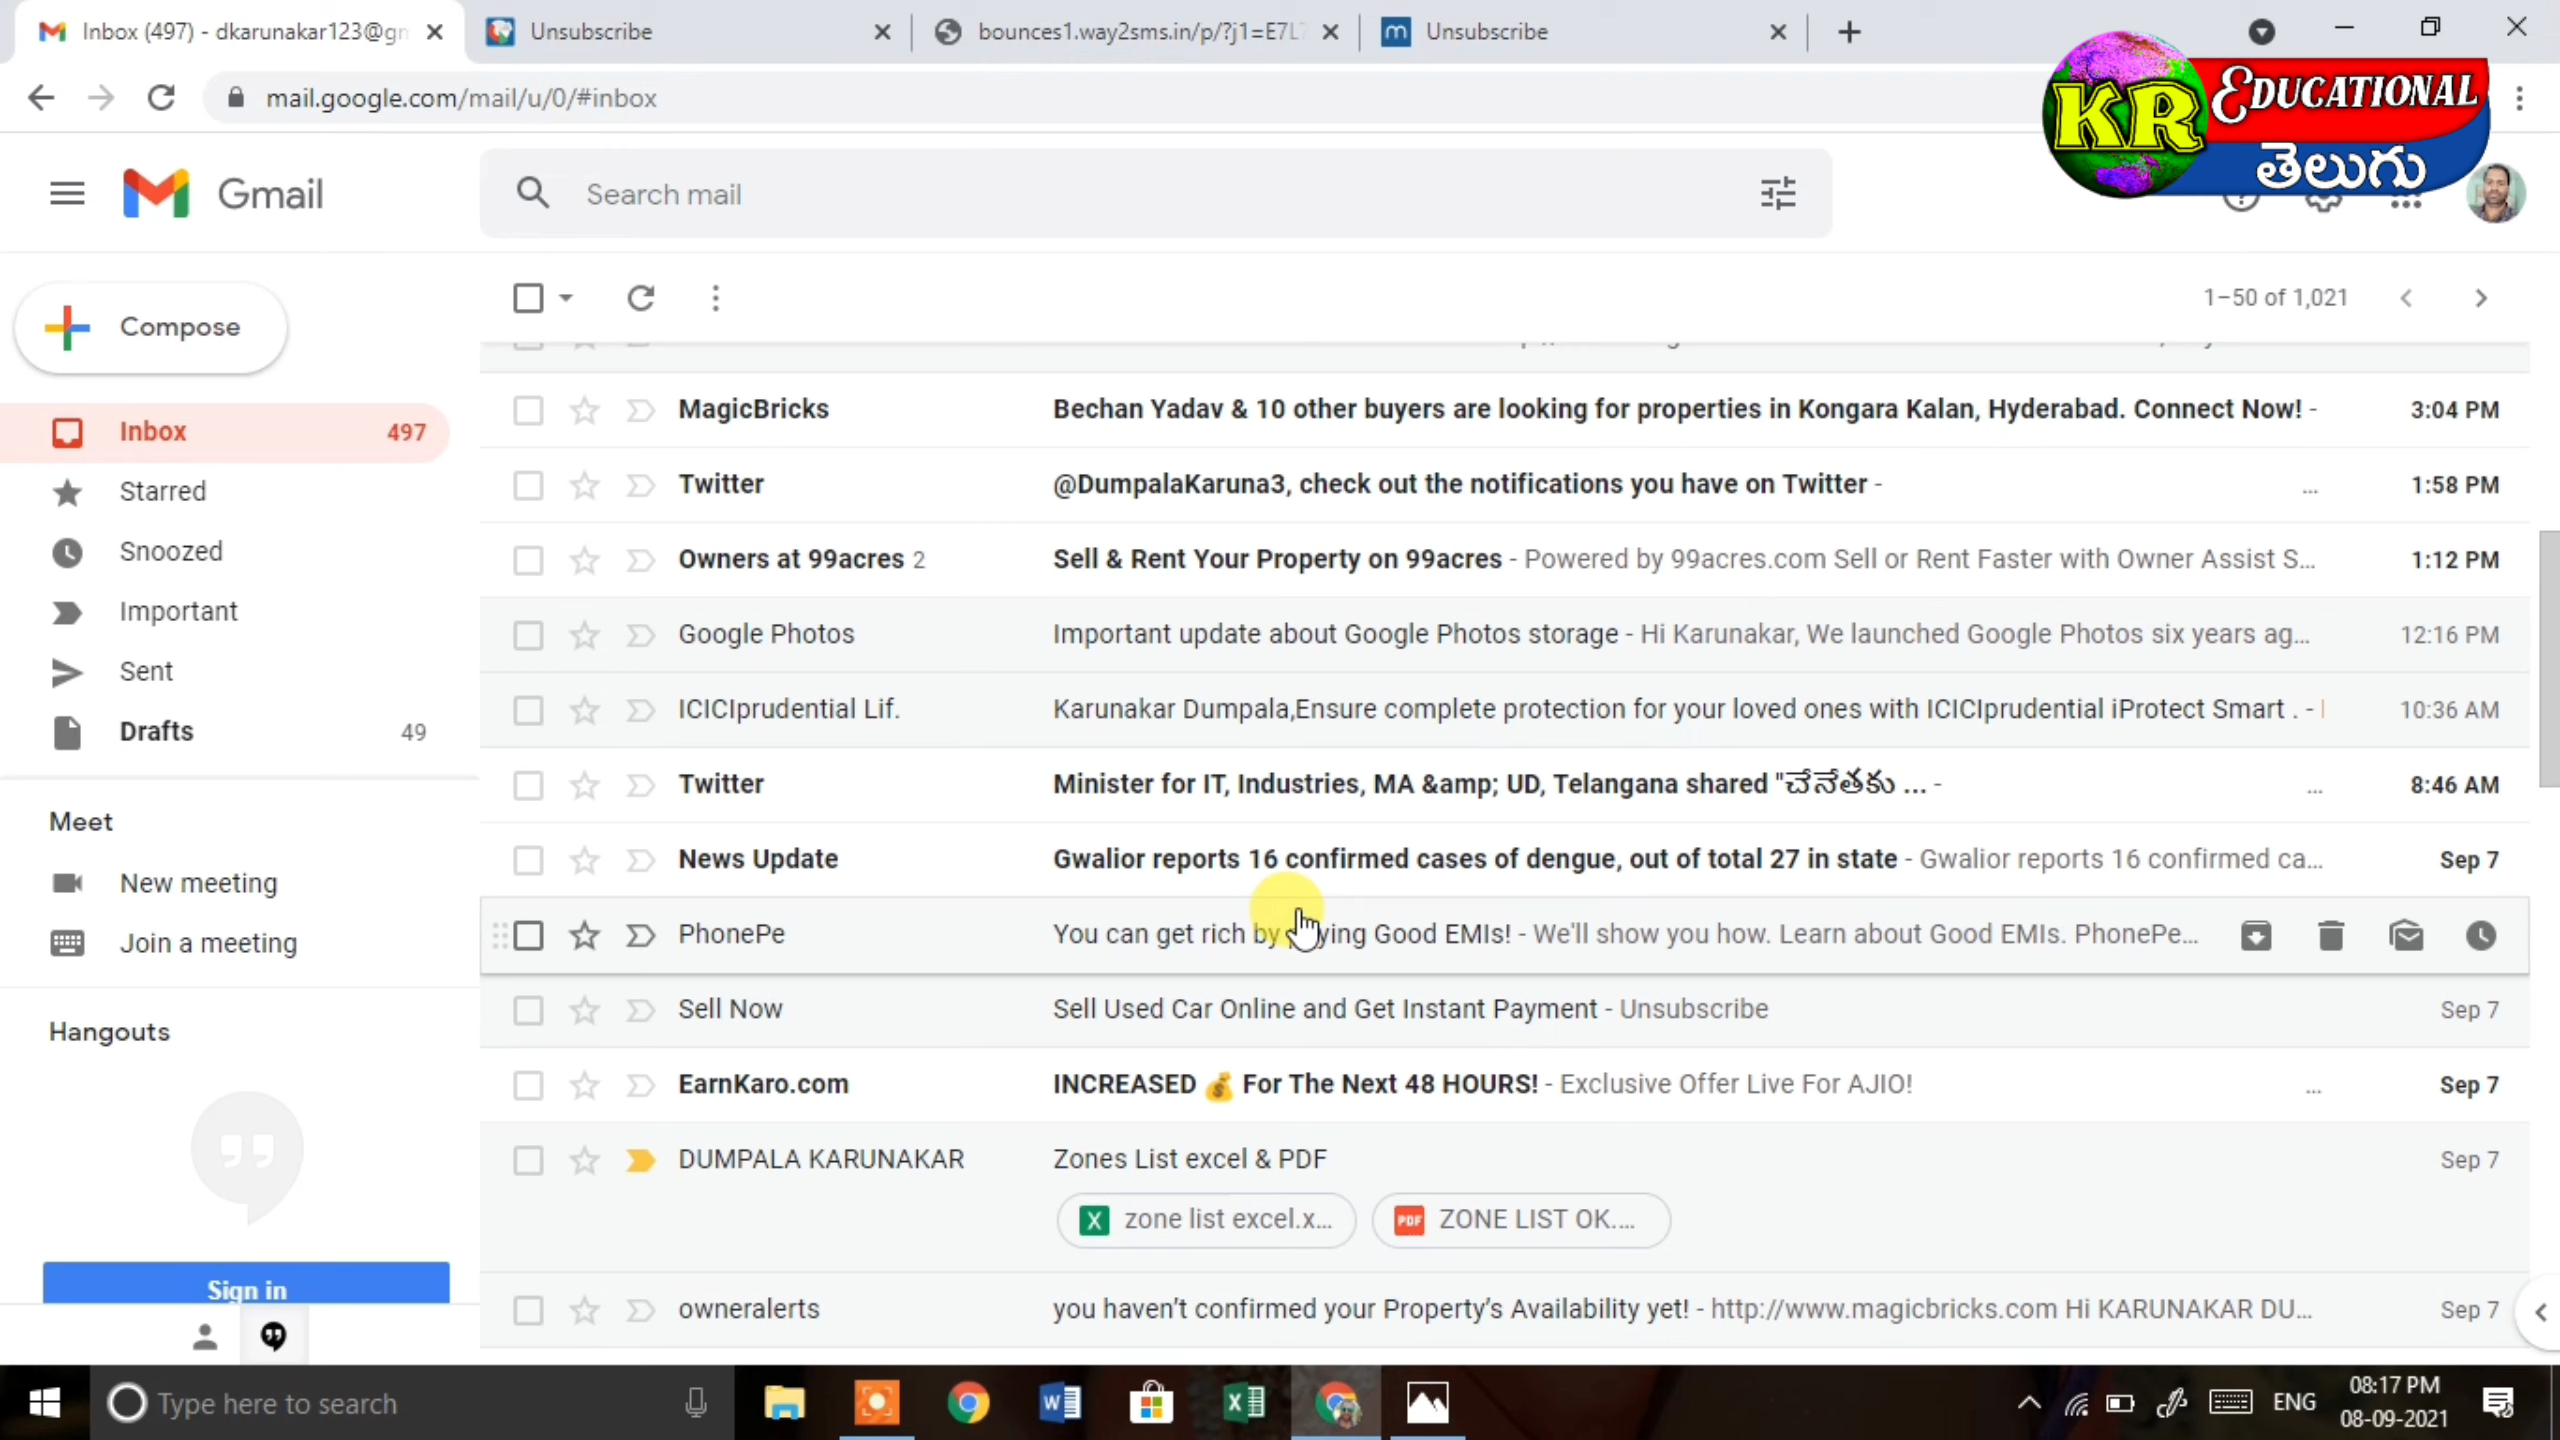 Inbox (497) - dkarunakar123@gm
Unsubscribe
bounces1.way2sms.in/p/?j1=E7L
Unsubscribe
mail.google.com/mail/u/0/#inbox
KR EDUCATIONAL
తెలుగు
Gmail
Search mail
1–50 of 1,021
Compose
Inbox 497
Starred
Snoozed
Important
Sent
Drafts 49
Meet
New meeting
Join a meeting
Hangouts
Sign in
MagicBricks Bechan Yadav & 10 other buyers are looking for properties in Kongara Kalan, Hyderabad. Connect Now! - 3:04 PM
Twitter @DumpalaKaruna3, check out the notifications you have on Twitter - ... 1:58 PM
Owners at 99acres 2 Sell & Rent Your Property on 99acres - Powered by 99acres.com Sell or Rent Faster with Owner Assist S... 1:12 PM
Google Photos Important update about Google Photos storage - Hi Karunakar, We launched Google Photos six years ag... 12:16 PM
ICICIprudential Lif. Karunakar Dumpala,Ensure complete protection for your loved ones with ICICIprudential iProtect Smart . - 10:36 AM
Twitter Minister for IT, Industries, MA &amp; UD, Telangana shared "చేనేతకు ... - ... 8:46 AM
News Update Gwalior reports 16 confirmed cases of dengue, out of total 27 in state - Gwalior reports 16 confirmed ca... Sep 7
PhonePe You can get rich by paying Good EMIs! - We'll show you how. Learn about Good EMIs. PhonePe...
Sell Now Sell Used Car Online and Get Instant Payment - Unsubscribe Sep 7
EarnKaro.com INCREASED 💰 For The Next 48 HOURS! - Exclusive Offer Live For AJIO! ... Sep 7
DUMPALA KARUNAKAR Zones List excel & PDF Sep 7
zone list excel.x... PDF ZONE LIST OK....
owneralerts you haven't confirmed your Property's Availability yet! - http://www.magicbricks.com Hi KARUNAKAR DU... Sep 7
Type here to search
ENG
08:17 PM
08-09-2021